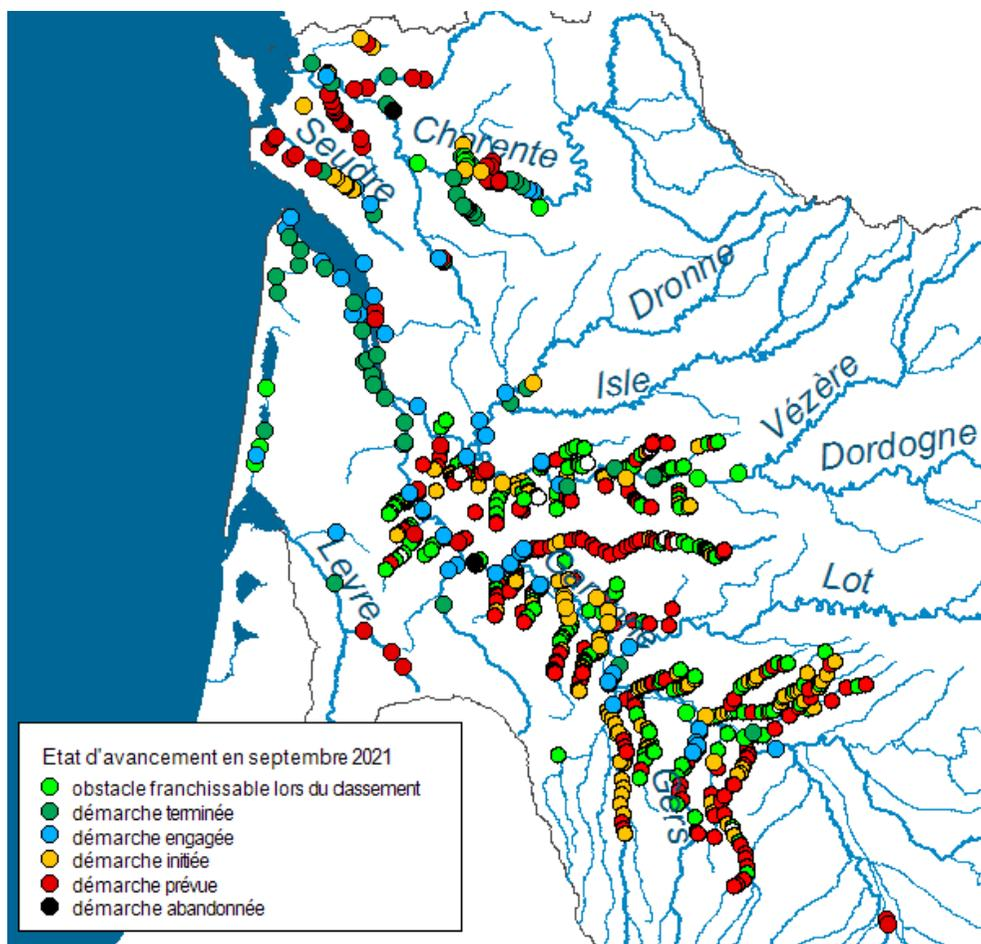 Charente
Seudre
Dronne
Isle
Vézère
Dordogne
Leyre
Garonne
Lot
Gers
Etat d'avancement en septembre 2021
obstacle franchissable lors du classement
démarche terminée
démarche engagée
démarche initiée
démarche prévue
démarche abandonnée